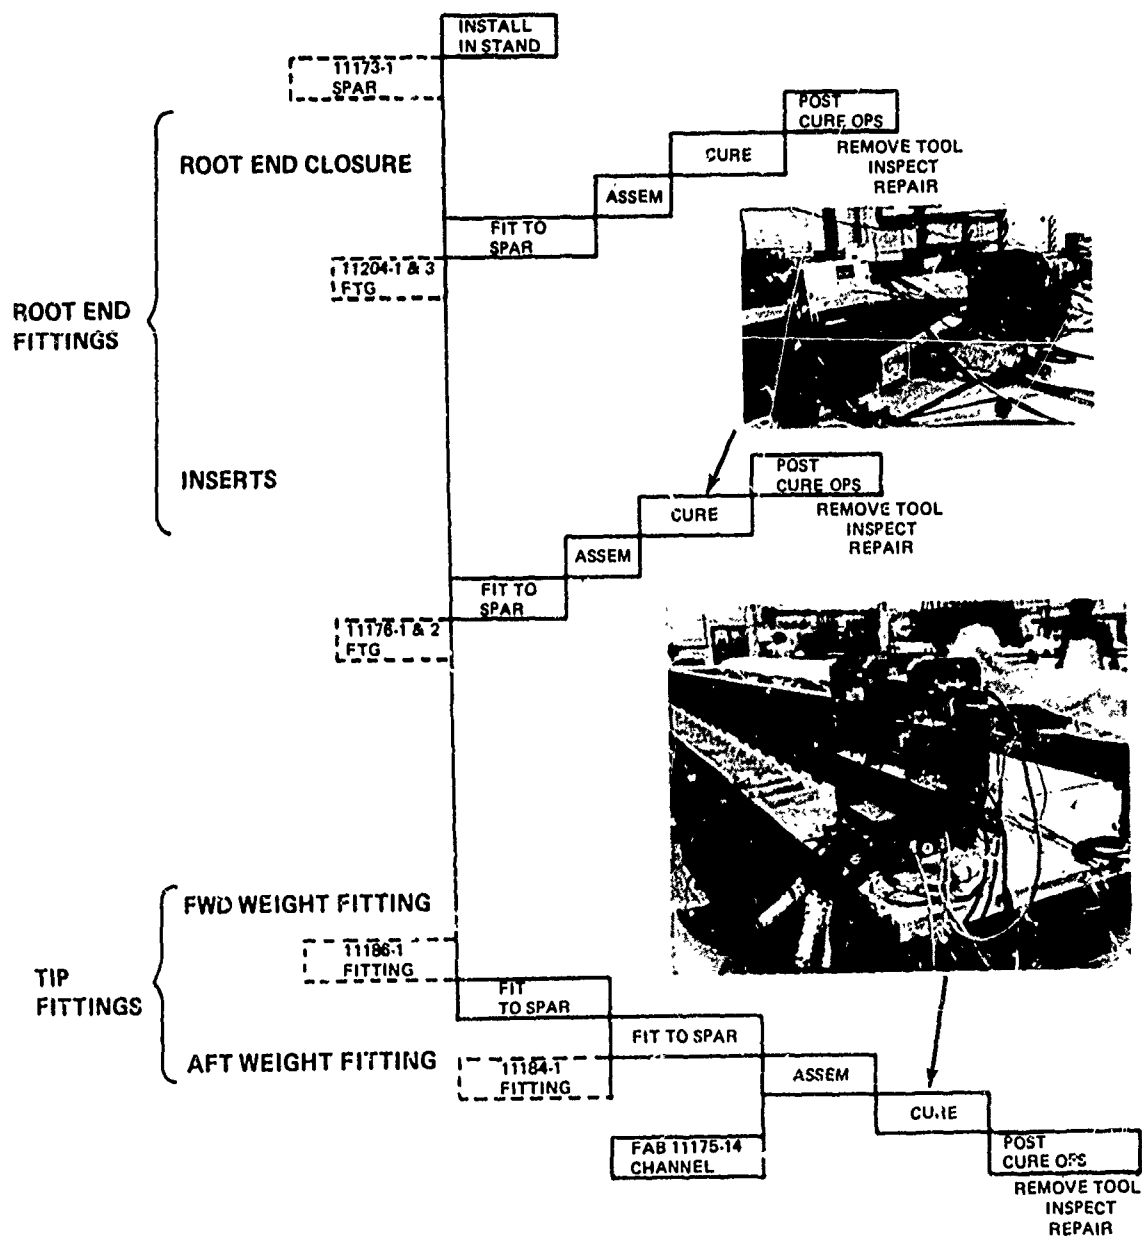 INSTALL
IN STAND
11173-1
SPAR
POST
CURE OPS
REMOVE TOOL
INSPECT
REPAIR
ROOT END CLOSURE
CURE
ASSEM
FIT TO
SPAR
11204-1 & 3
FTG
ROOT END
FITTINGS
INSERTS
POST
CURE OPS
REMOVE TOOL
INSPECT
REPAIR
CURE
ASSEM
FIT TO
SPAR
11176-1 & 2
FTG
FWD WEIGHT FITTING
11186-1
FITTING
TIP
FITTINGS
FIT
TO SPAR
FIT TO SPAR
AFT WEIGHT FITTING
11184-1
FITTING
ASSEM
CURE
FAB 11175-14
CHANNEL
POST
CURE OPS
REMOVE TOOL
INSPECT
REPAIR